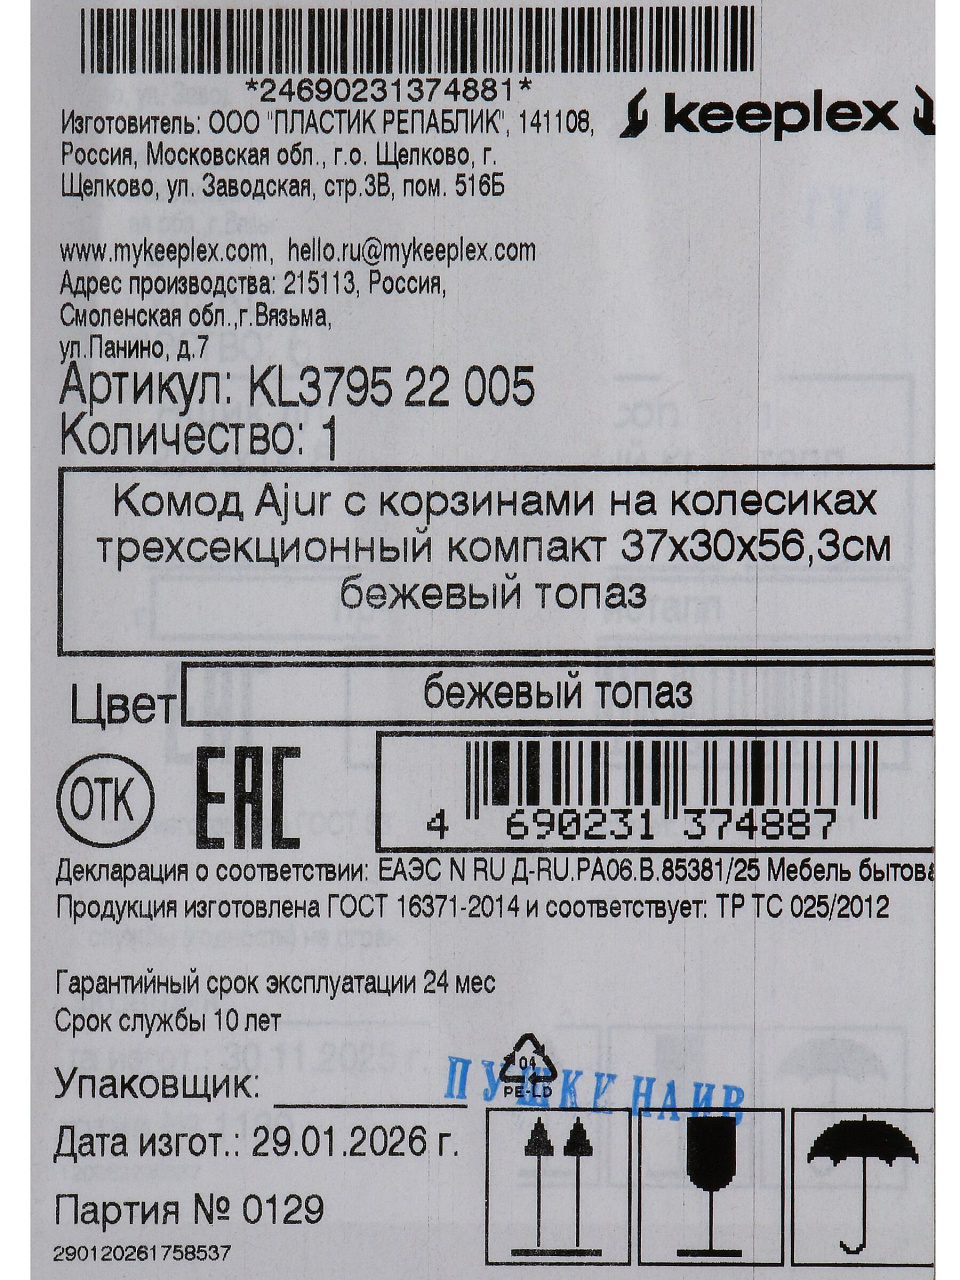 *24690231374881*
keeplex
Изготовитель: ООО "ПЛАСТИК РЕПАБЛИК", 141108,
Россия, Московская обл., г.о. Щелково, г.
Щелково, ул. Заводская, стр.3В, пом. 516Б
www.mykeeplex.com, hello.ru@mykeeplex.com
Адрес производства: 215113, Россия,
Смоленская обл.,г.Вязьма,
ул.Панино, д.7
Артикул: KL3795 22 005
Количество: 1
Комод Ajur с корзинами на колесиках
трехсекционный компакт 37х30х56,3см
бежевый топаз
Цвет бежевый топаз
ОТК EAC
4 690231 374887
Декларация о соответствии: ЕАЭС N RU Д-RU.РА06.В.85381/25 Мебель бытова
Продукция изготовлена ГОСТ 16371-2014 и соответствует: ТР ТС 025/2012
Гарантийный срок эксплуатации 24 мес
Срок службы 10 лет
04
PE-LD
Упаковщик: ПУШКЕНАИВ
Дата изгот.: 29.01.2026 г.
Партия № 0129
290120261758537